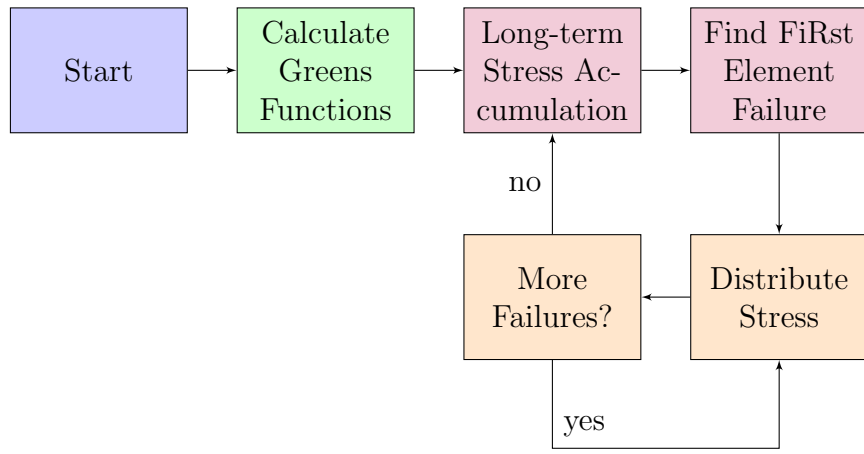 Start
Calculate
Greens
Functions
Long-term
Stress Ac-
cumulation
Find FiRst
Element
Failure
no
More
Failures?
Distribute
Stress
yes